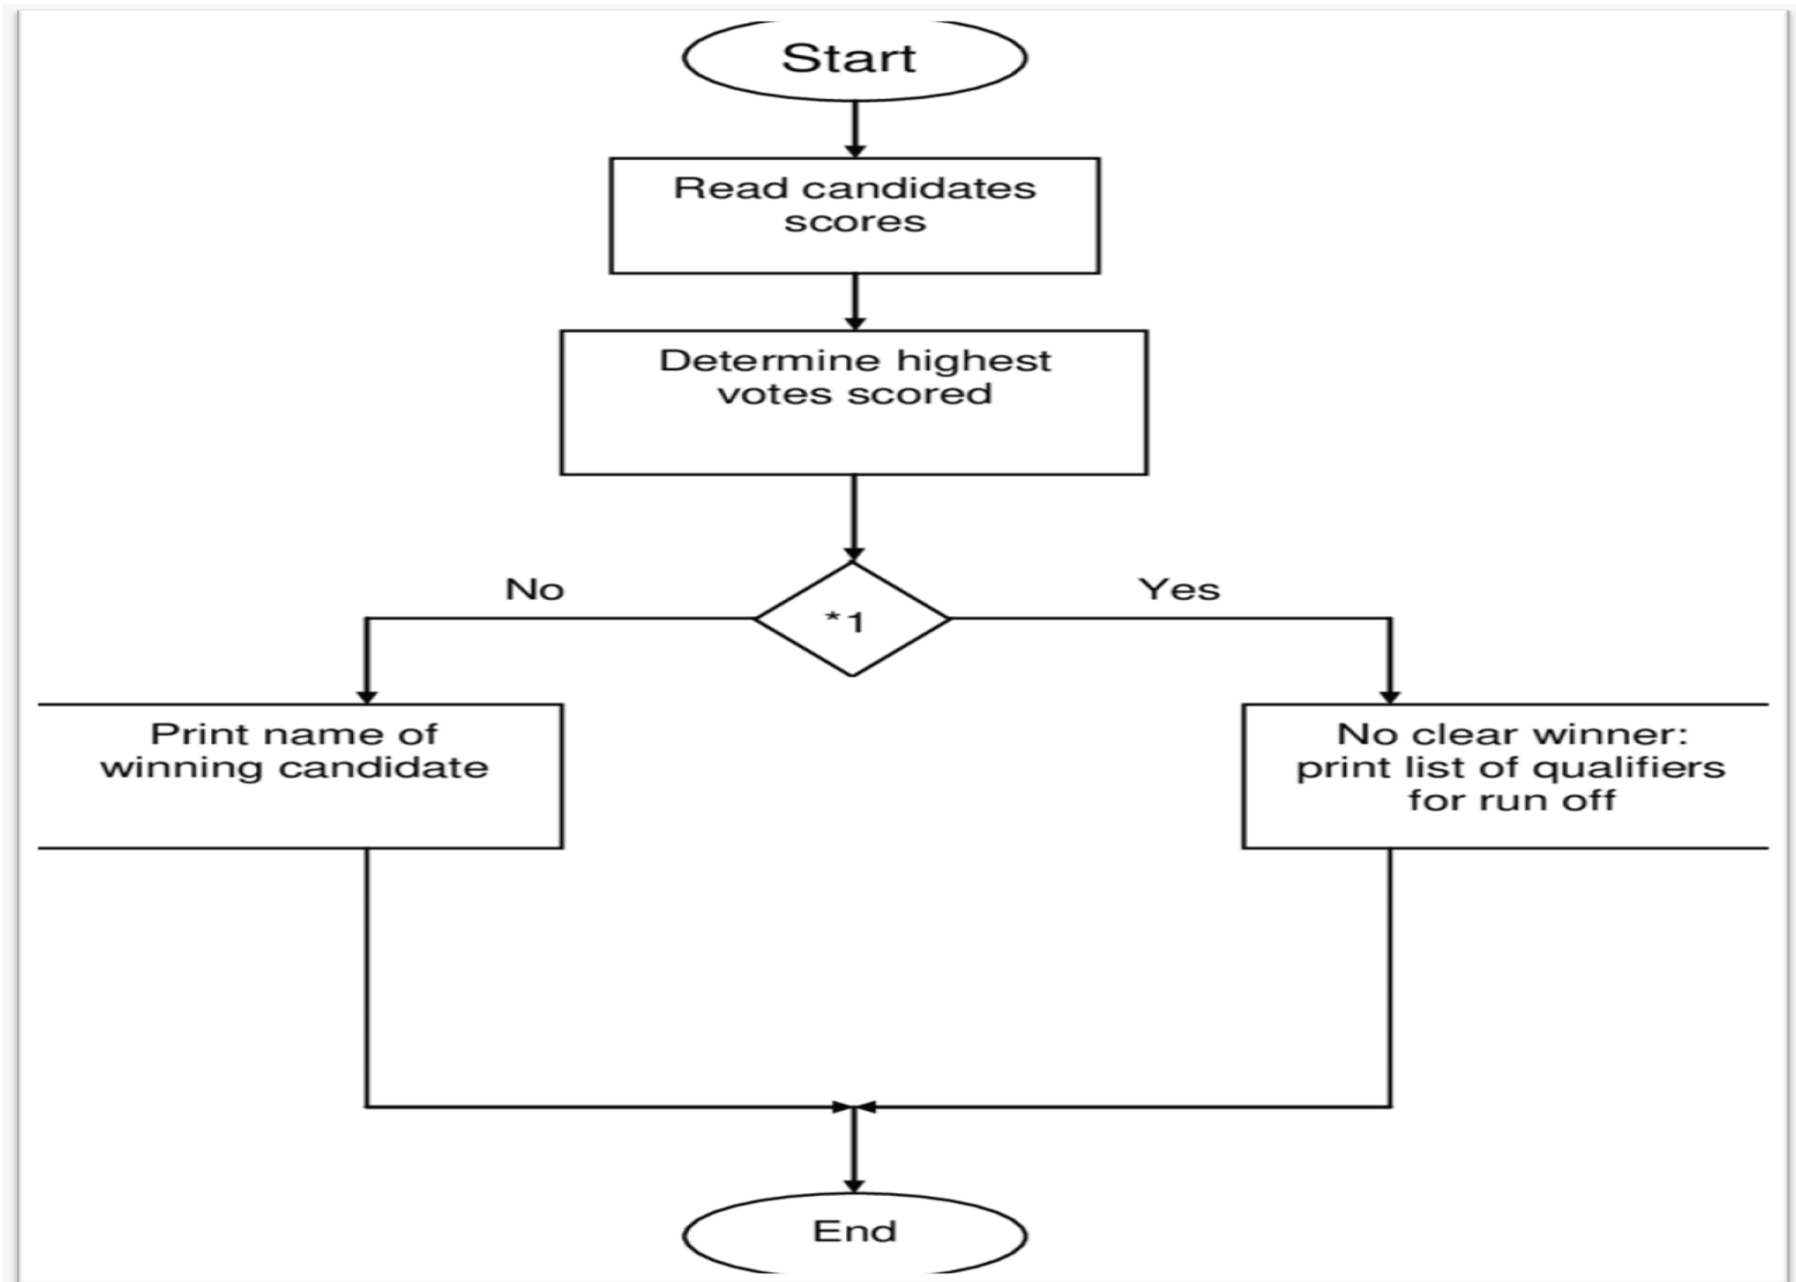 Start
Read candidates
scores
Determine highest
votes scored
No
Yes
*1
Print name of
winning candidate
No clear winner:
print list of qualifiers
for run off
End